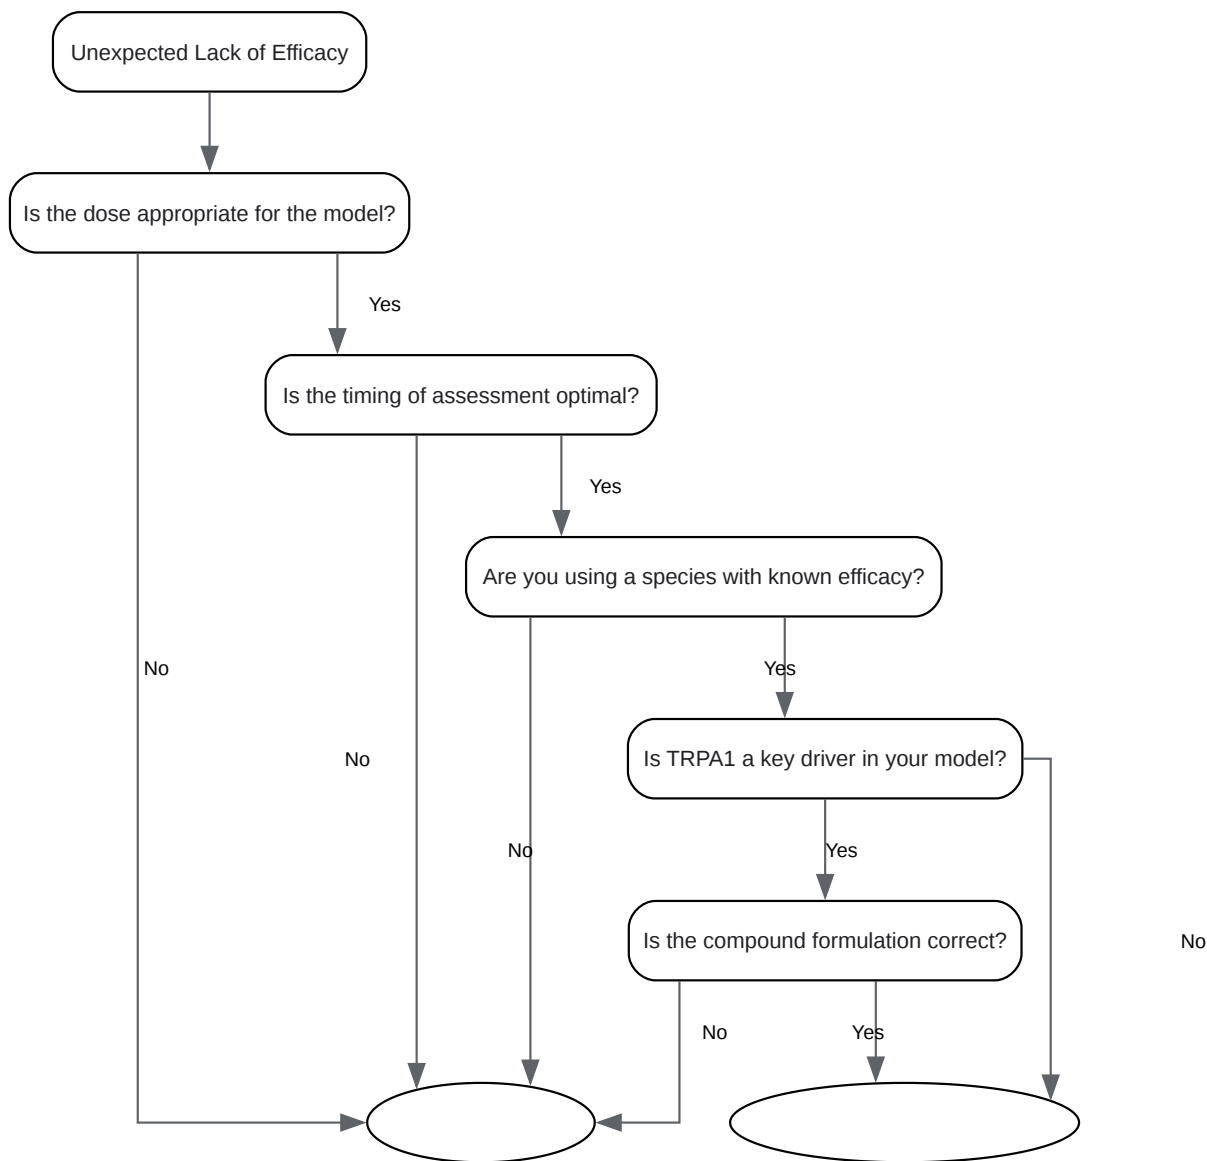 Unexpected Lack of Efficacy
Is the dose appropriate for the model?
Yes
Is the timing of assessment optimal?
Yes
Are you using a species with known efficacy?
No
Yes
Is TRPA1 a key driver in your model?
No
No
Yes
Is the compound formulation correct?
No
No
Yes